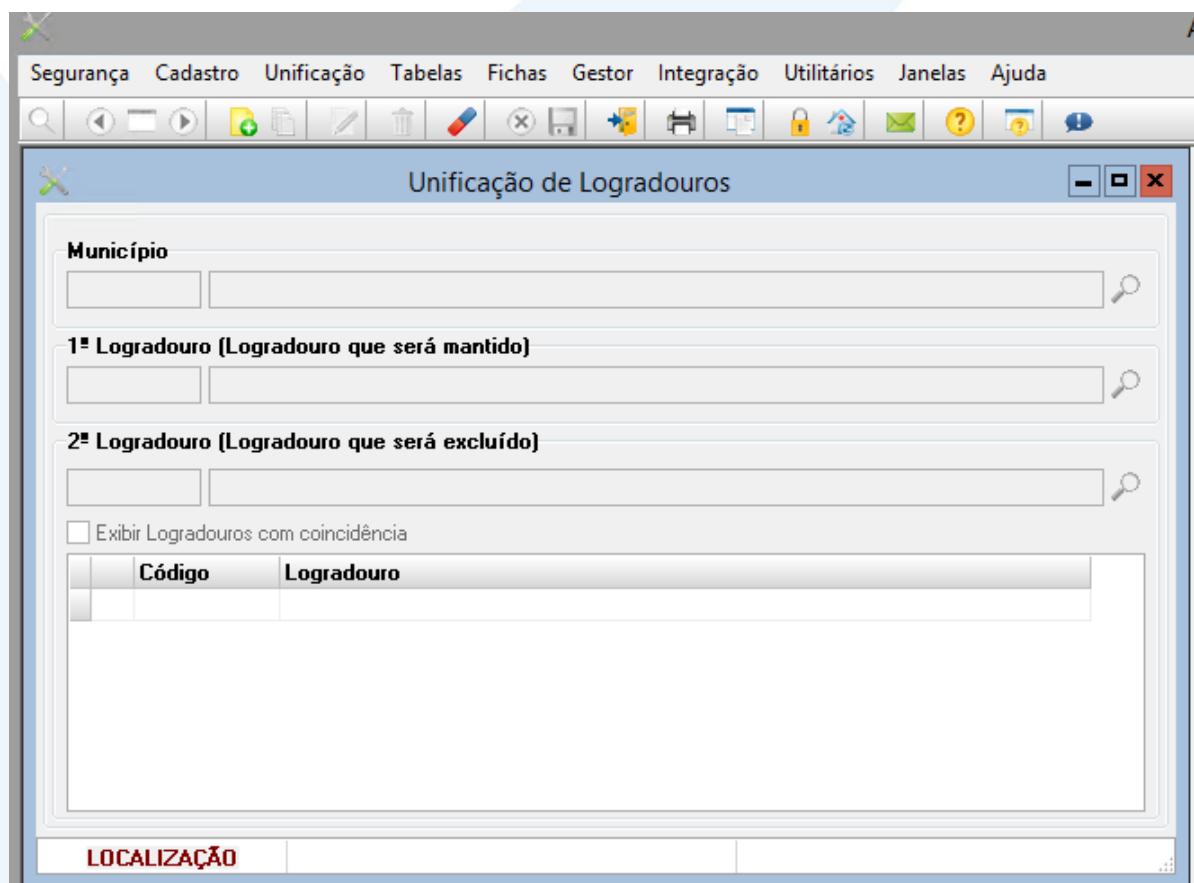 Segurança Cadastro Unificação Tabelas Fichas Gestor Integração Utilitários Janelas Ajuda
Unificação de Logradouros
Município
1º Logradouro (Logradouro que será mantido)
2º Logradouro (Logradouro que será excluído)
Exibir Logradouros com coincidência
Código Logradouro
LOCALIZAÇÃO